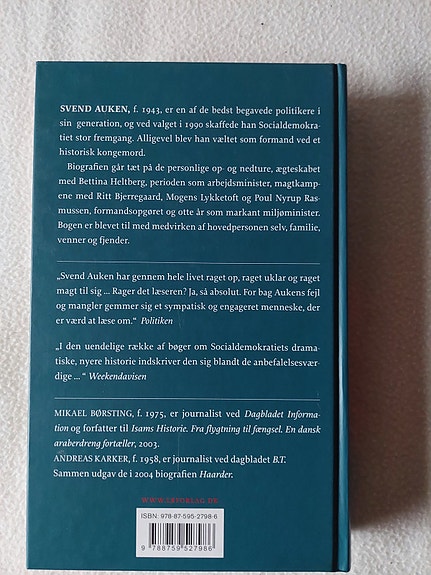 SVEND AUKEN, f. 1943, er en af de bedst begavede politikere i
sin generation, og ved valget i 1990 skaffede han Socialdemokra-
tiet stor fremgang. Alligevel blev han væltet som formand ved et
historisk kongemord.
Biografien går tæt på de personlige op- og nedture, ægteskabet
med Bettina Heltberg, perioden som arbejdsminister, magtkamp-
ene med Ritt Bjerregaard, Mogens Lykketoft og Poul Nyrup Ras-
mussen, formandsopgøret og otte år som markant miljøminister.
Bogen er blevet til med medvirken af hovedpersonen selv, familie,
venner og fjender.
„Svend Auken har gennem hele livet raget op, raget uklar og raget
magt til sig ... Rager det læseren? Ja, så absolut. For bag Aukens fejl
og mangler gemmer sig et sympatisk og engageret menneske, der
er værd at læse om.“ Politiken
„I den uendelige række af bøger om Socialdemokratiets drama-
tiske, nyere historie indskriver den sig blandt de anbefalelsesvær-
dige ... “ Weekendavisen
MIKAEL BØRSTING, f. 1975, er journalist ved Dagbladet Informa-
tion og forfatter til Isams Historie. Fra flygtning til fængsel. En dansk
araberdreng fortæller, 2003.
ANDREAS KARKER, f. 1958, er journalist ved dagbladet B.T.
Sammen udgav de i 2004 biografien Haarder.
ISBN: 978-87-595-2798-6
9 788759 527986